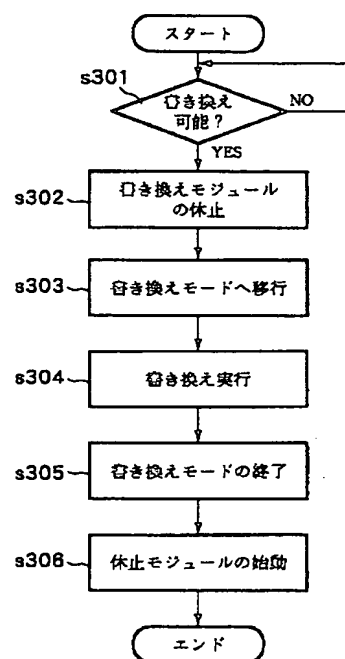 スタート
s301
書き換え
可能？
NO
YES
s302
書き換えモジュール
の休止
s303
書き換えモードへ移行
s304
書き換え実行
s305
書き換えモードの終了
s306
休止モジュールの始動
エンド